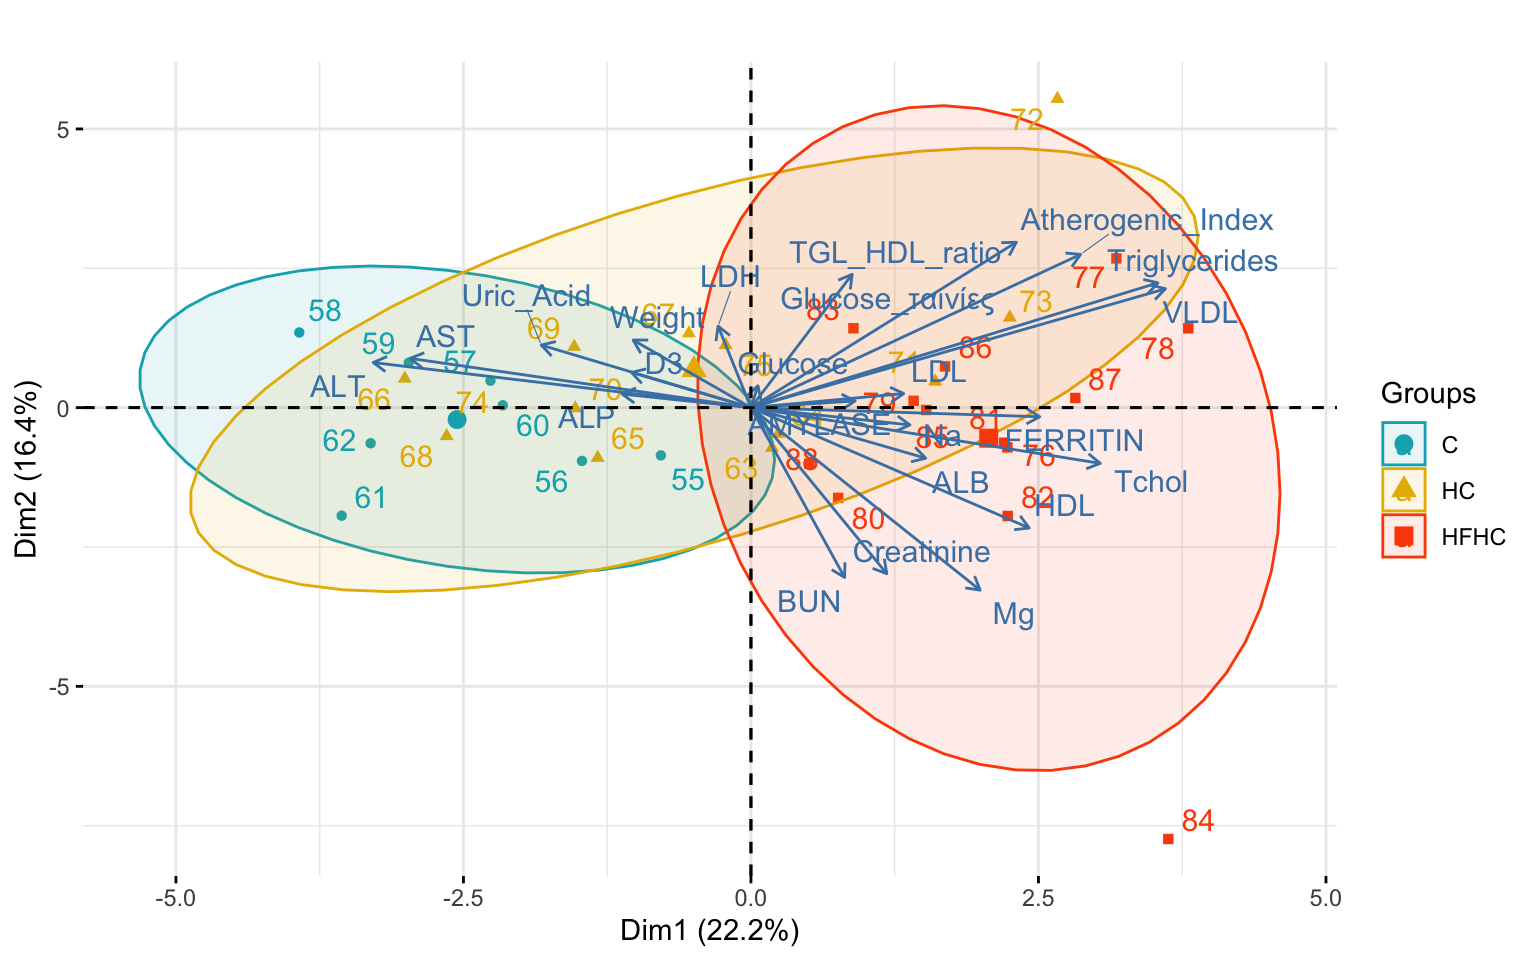 72
Atherogenic_Index
TGL_HDL_ratio
Triglycerides
LDH
77
Uric_Acid
Glucose_ταινίες
73
58
83
VLDL
67
Weight
69
AST
59
57
86
78
D3
75
Glucose
71
LDL
87
ALT
66
74
70
79
60
ALP
AMYLASE
81
62
65
85
Na
FERRITIN
68
63
88
76
56
55
ALB
Tchol
61
82
HDL
80
Creatinine
BUN
Mg
84
5
0
-5
-5.0
-2.5
0.0
2.5
5.0
Dim1 (22.2%)
Dim2 (16.4%)
Groups
C
HC
HFHC